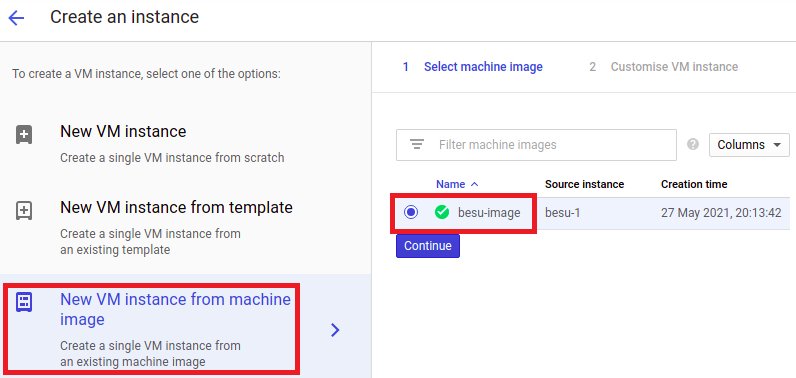 Create an instance
To create a VM instance, select one of the options:
New VM instance
Create a single VM instance from scratch
New VM instance from template
Create a single VM instance from
an existing template
New VM instance from machine
image
Create a single VM instance from
an existing machine image
1 Select machine image 2 Customise VM instance
Filter machine images ? Columns
Name Source instance Creation time
besu-image besu-1 27 May 2021, 20:13:42
Continue